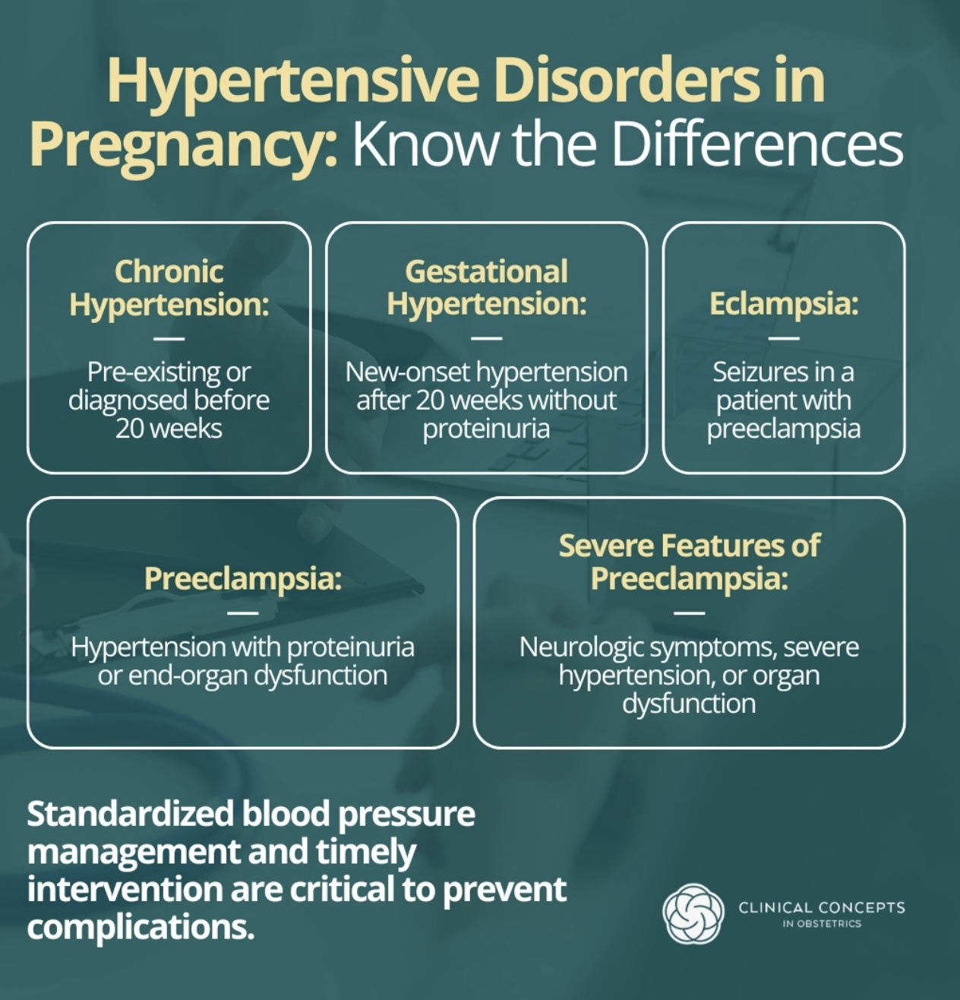 Hypertensive Disorders in
Pregnancy: Know the Differences
Chronic
Hypertension:
Pre-existing or
diagnosed before
20 weeks
Gestational
Hypertension:
New-onset hypertension
after 20 weeks without
proteinuria
Eclampsia:
Seizures in a
patient with
preeclampsia
Preeclampsia:
Hypertension with proteinuria
or end-organ dysfunction
Severe Features of
Preeclampsia:
Neurologic symptoms, severe
hypertension, or organ
dysfunction
Standardized blood pressure
management and timely
intervention are critical to prevent
complications.
CLINICAL CONCEPTS
IN OBSTETRICS